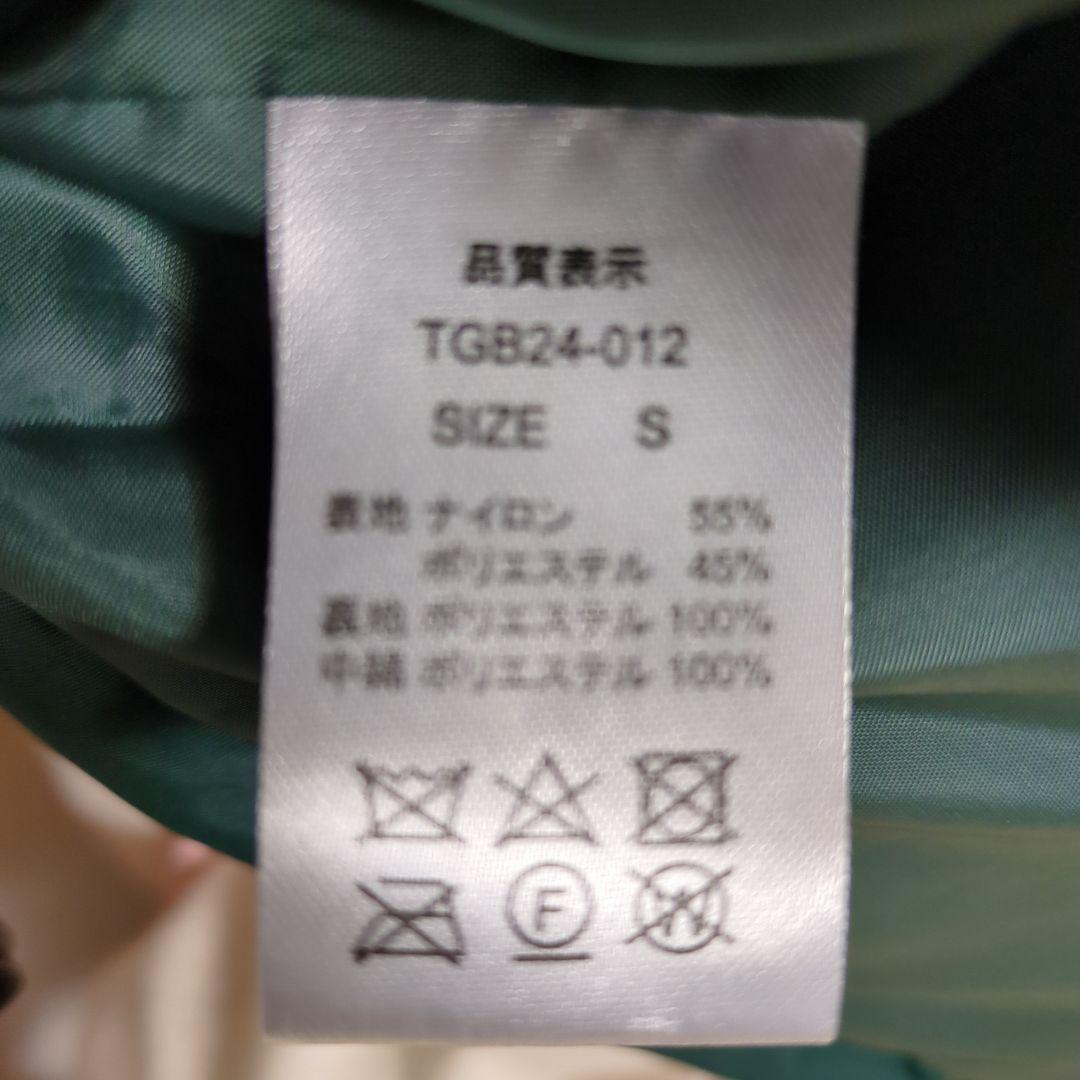 品質表示
TGB24-012
SIZE S
表地 ナイロン 55%
ポリエステル 45%
裏地 ポリエステル 100%
中綿 ポリエステル 100%
F
W